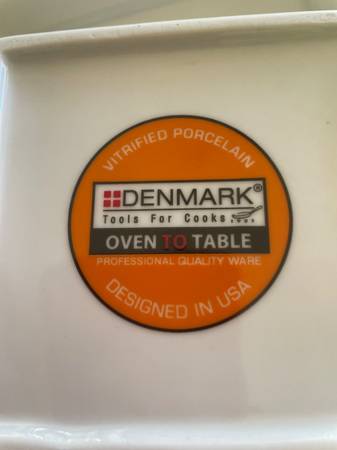 VITRIFIED PORCELAIN
DENMARK®
Tools For Cooks
OVEN TO TABLE
PROFESSIONAL QUALITY WARE
DESIGNED IN USA